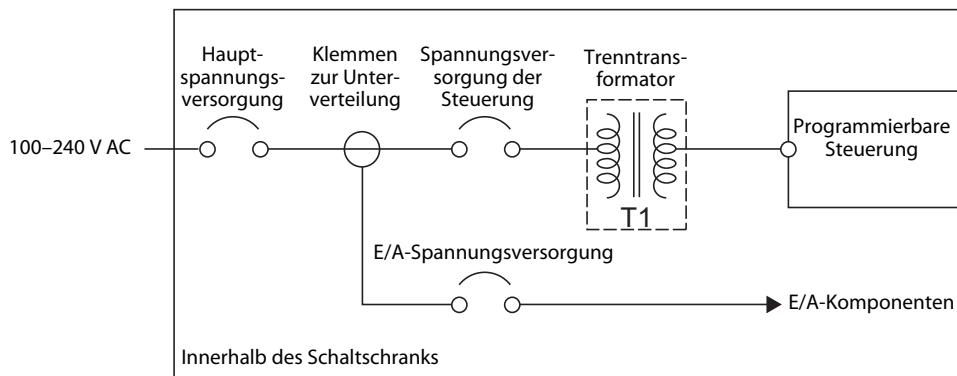 Haupt-
spannungs-
versorgung
Klemmen
zur Unter-
verteilung
Spannungsver-
sorgung der
Steuerung
Trenntrans-
formator
100–240 V AC
Programmierbare
Steuerung
T1
E/A-Spannungsversorgung
E/A-Komponenten
Innerhalb des Schaltschranks